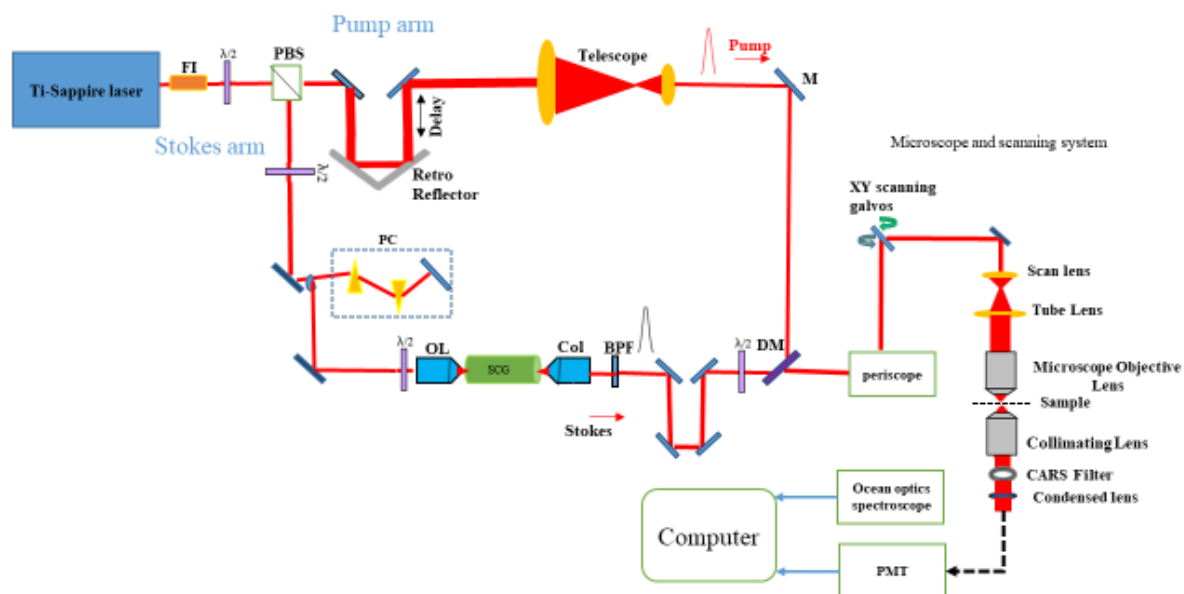 Pump arm
Ti-Sappire laser
FI
λ/2
PBS
Telescope
Pump
M
Delay
Stokes arm
λ/2
Retro
Reflector
Microscope and scanning system
XY scanning
galvos
PC
Scan lens
Tube Lens
λ/2
OL
SCG
Col
BPF
λ/2
DM
periscope
Microscope Objective
Lens
Sample
Stokes
Collimating Lens
CARS Filter
Condensed lens
Ocean optics
spectroscope
Computer
PMT